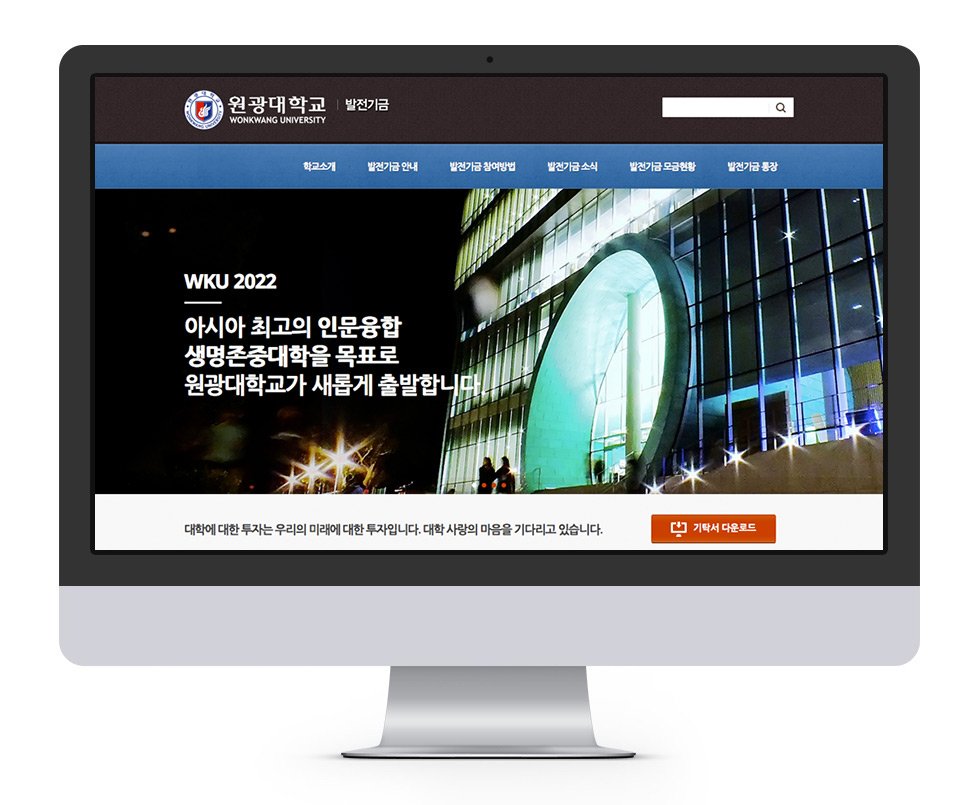 원광대학교 | 발전기금
WONKWANG UNIVERSITY
학교소개 발전기금 안내 발전기금 참여방법 발전기금 소식 발전기금 모금현황 발전기금 통장
WKU 2022
아시아 최고의 인문융합
생명존중대학을 목표로
원광대학교가 새롭게 출발합니다
대학에 대한 투자는 우리의 미래에 대한 투자입니다. 대학 사랑의 마음을 기다리고 있습니다.
기탁서 다운로드